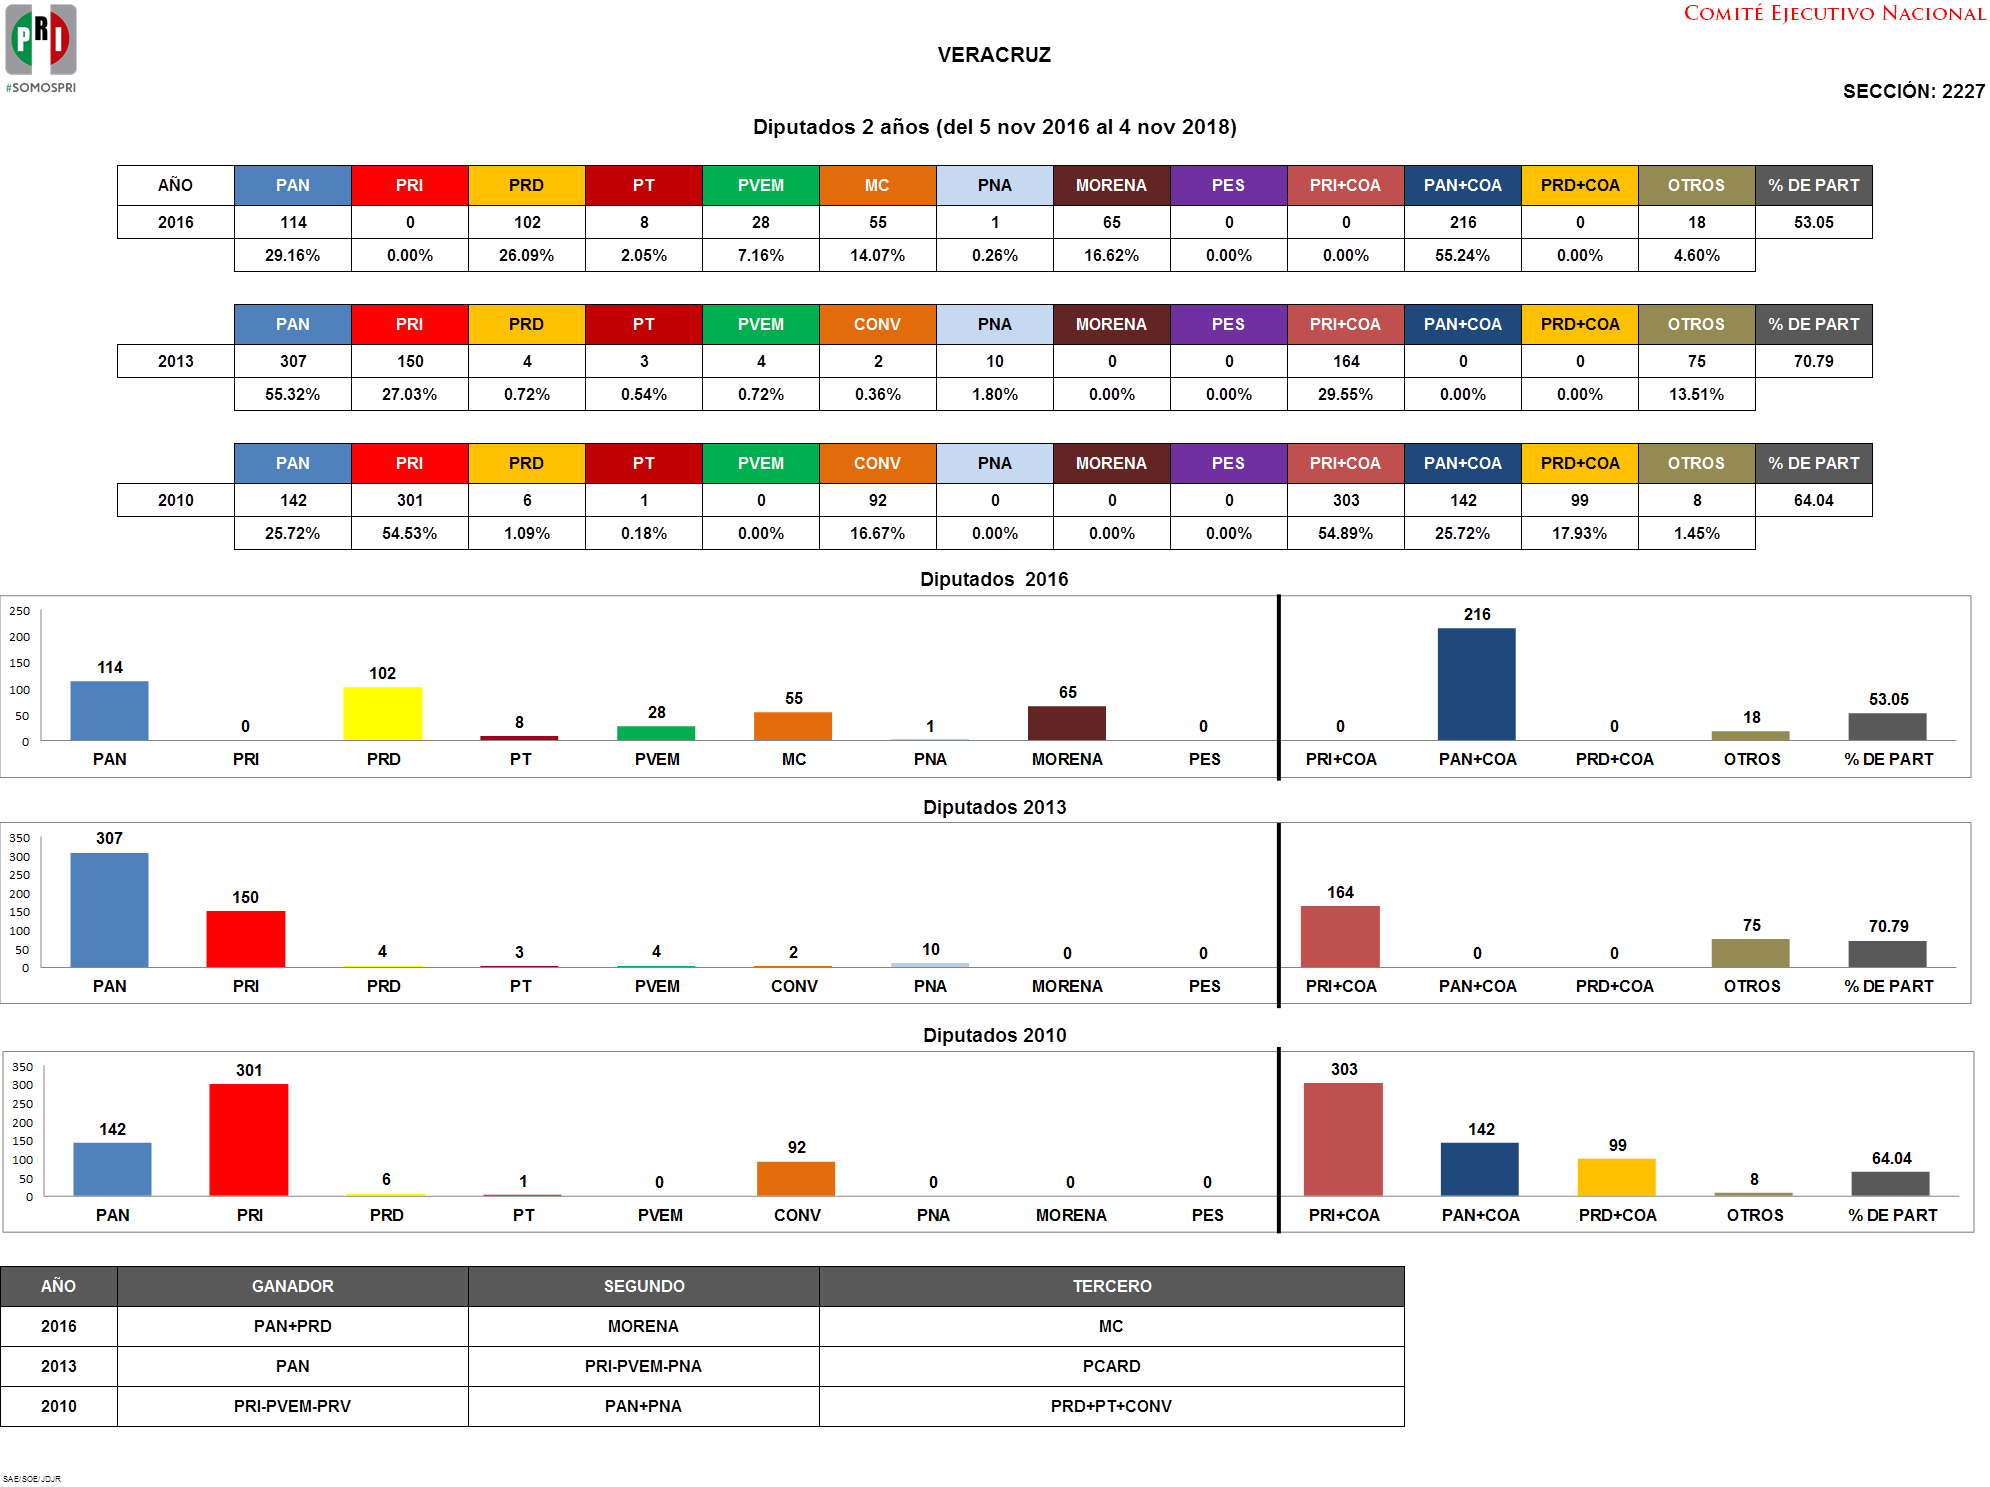 PRI
#SOMOSPRI
COMITÉ EJECUTIVO NACIONAL
VERACRUZ
SECCIÓN: 2227
Diputados 2 años (del 5 nov 2016 al 4 nov 2018)
AÑO PAN PRI PRD PT PVEM MC PNA MORENA PES PRI+COA PAN+COA PRD+COA OTROS % DE PART
2016 114 0 102 8 28 55 1 65 0 0 216 0 18 53.05
29.16% 0.00% 26.09% 2.05% 7.16% 14.07% 0.26% 16.62% 0.00% 0.00% 55.24% 0.00% 4.60%
PAN PRI PRD PT PVEM CONV PNA MORENA PES PRI+COA PAN+COA PRD+COA OTROS % DE PART
2013 307 150 4 3 4 2 10 0 0 164 0 0 75 70.79
55.32% 27.03% 0.72% 0.54% 0.72% 0.36% 1.80% 0.00% 0.00% 29.55% 0.00% 0.00% 13.51%
PAN PRI PRD PT PVEM CONV PNA MORENA PES PRI+COA PAN+COA PRD+COA OTROS % DE PART
2010 142 301 6 1 0 92 0 0 0 303 142 99 8 64.04
25.72% 54.53% 1.09% 0.18% 0.00% 16.67% 0.00% 0.00% 0.00% 54.89% 25.72% 17.93% 1.45%
Diputados 2016
250
200
150
100
50
0
114 0 102 8 28 55 1 65 0 0 216 0 18 53.05
PAN PRI PRD PT PVEM MC PNA MORENA PES PRI+COA PAN+COA PRD+COA OTROS % DE PART
Diputados 2013
350
300
250
200
150
100
50
0
307 150 4 3 4 2 10 0 0 164 0 0 75 70.79
PAN PRI PRD PT PVEM CONV PNA MORENA PES PRI+COA PAN+COA PRD+COA OTROS % DE PART
Diputados 2010
350
300
250
200
150
100
50
0
142 301 6 1 0 92 0 0 0 303 142 99 8 64.04
PAN PRI PRD PT PVEM CONV PNA MORENA PES PRI+COA PAN+COA PRD+COA OTROS % DE PART
AÑO GANADOR SEGUNDO TERCERO
2016 PAN+PRD MORENA MC
2013 PAN PRI-PVEM-PNA PCARD
2010 PRI-PVEM-PRV PAN+PNA PRD+PT+CONV
SAE/SOE/JDJR